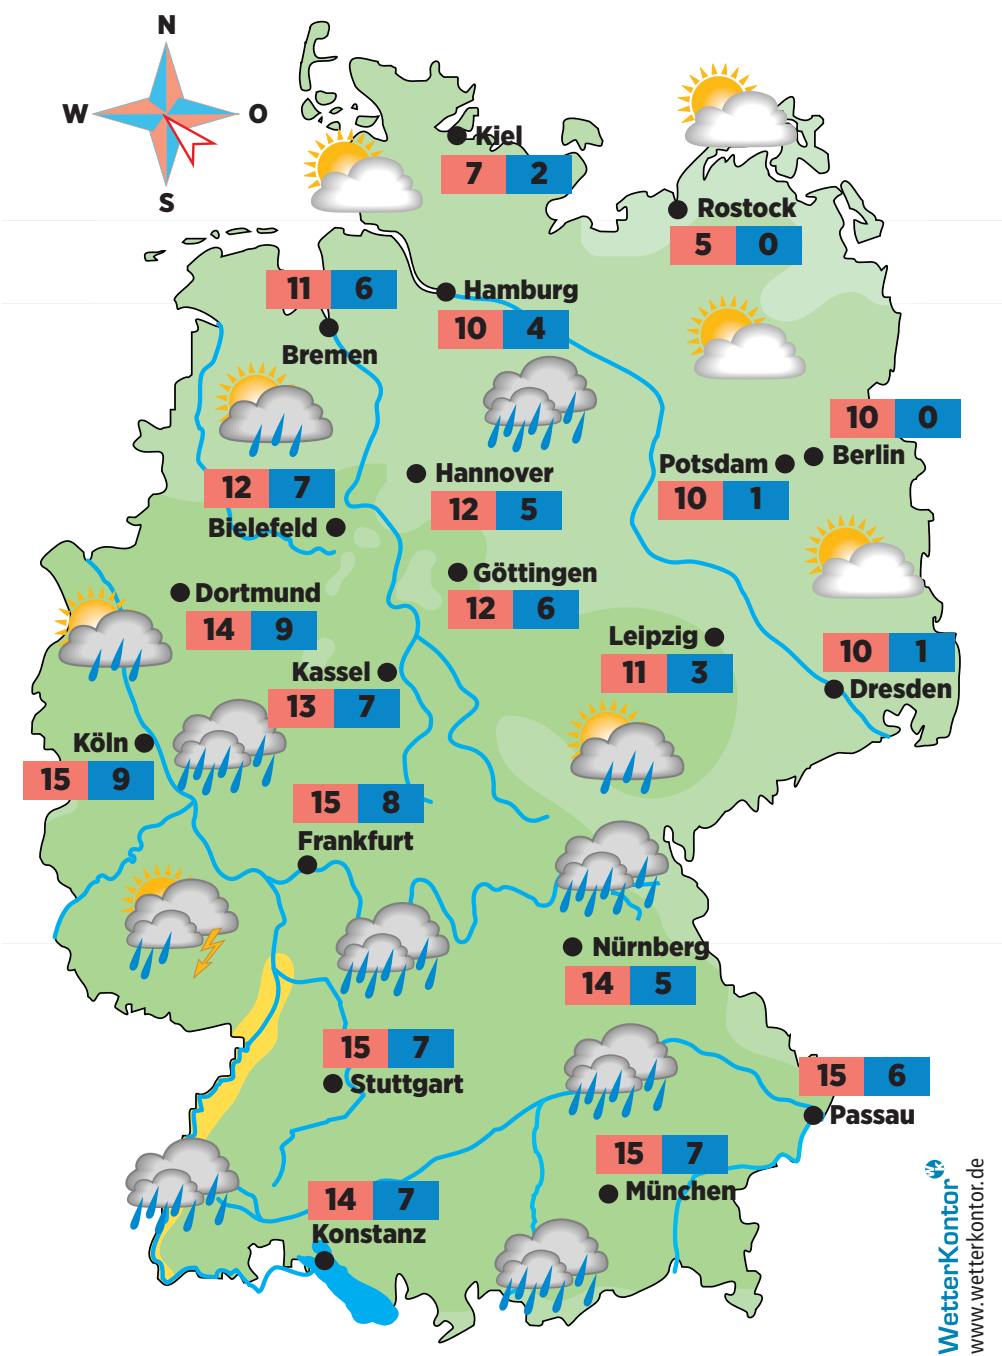 N
W O
S
Kiel
7 2
Rostock
5 0
11 6
Bremen
Hamburg
10 4
10 0
Berlin
Potsdam
10 1
Hannover
12 5
12 7
Bielefeld
Göttingen
12 6
Dortmund
14 9
Leipzig
11 3
10 1
Dresden
Kassel
13 7
Köln
15 9
15 8
Frankfurt
Nürnberg
14 5
15 7
Stuttgart
15 6
Passau
15 7
München
14 7
Konstanz
WK
WetterKontor
www.wetterkontor.de